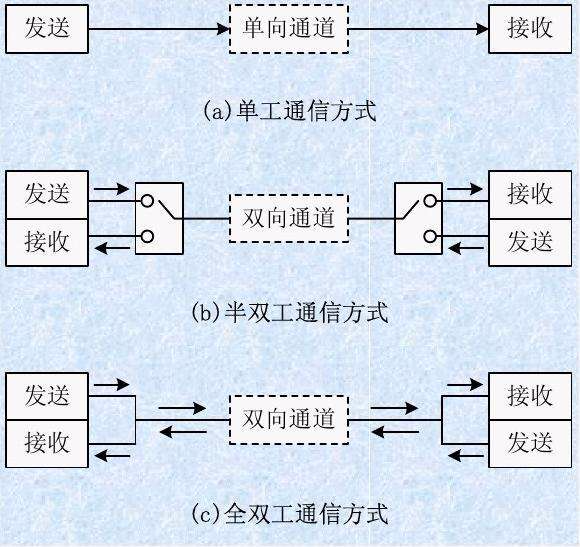 发送 单向通道 接收
(a)单工通信方式
发送 接收
双向通道
接收 发送
(b)半双工通信方式
发送 接收
双向通道
接收 发送
(c)全双工通信方式